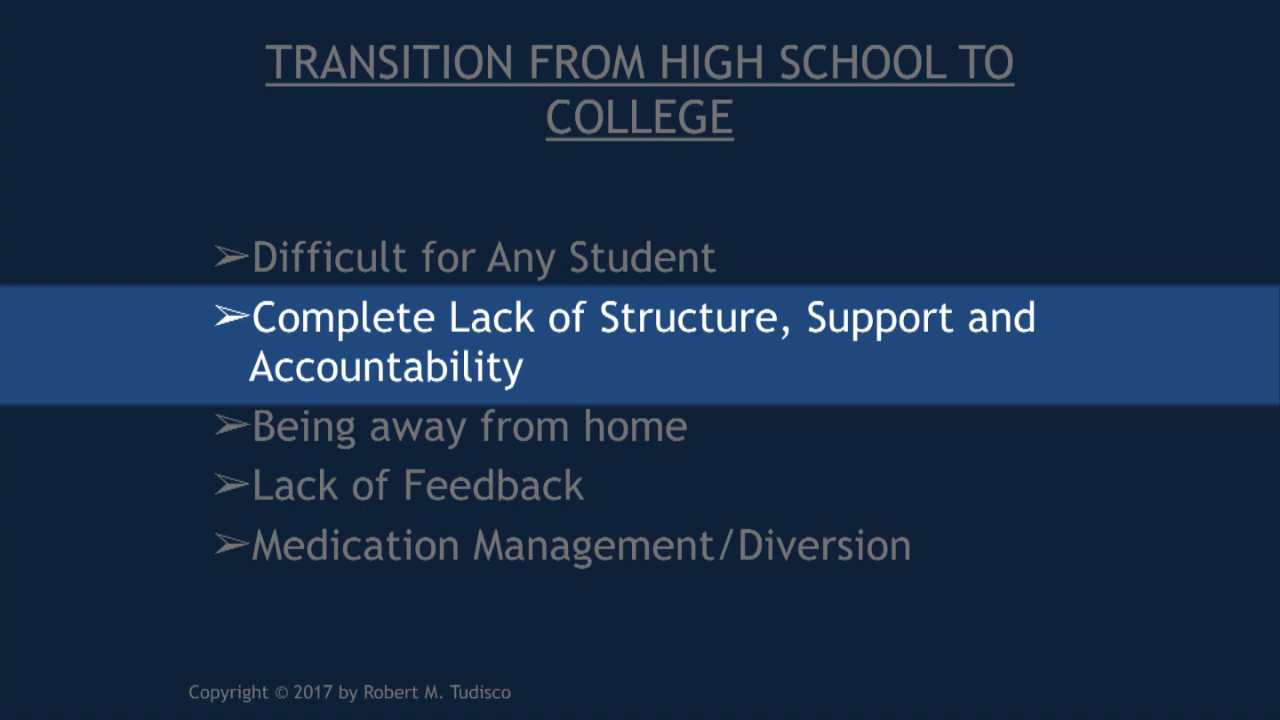 TRANSITION FROM HIGH SCHOOL TO
COLLEGE
➢Difficult for Any Student
➢Complete Lack of Structure, Support and
Accountability
➢Being away from home
➢Lack of Feedback
➢Medication Management/Diversion
Copyright © 2017 by Robert M. Tudisco